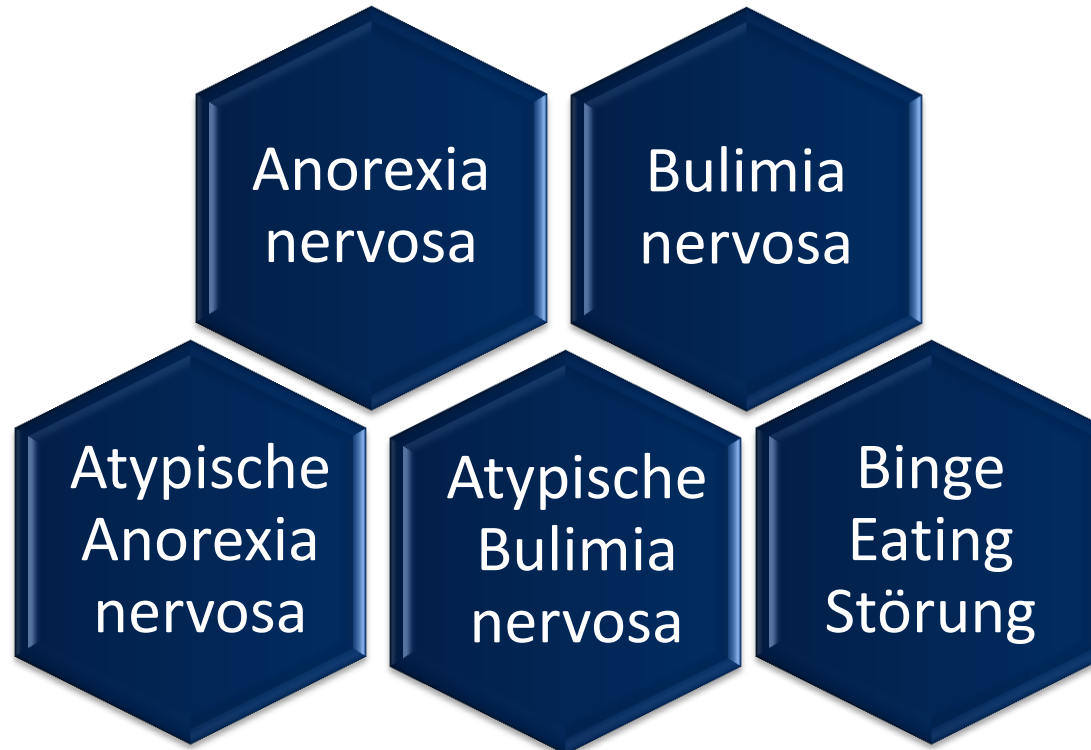 Anorexia
nervosa
Bulimia
nervosa
Atypische
Anorexia
nervosa
Atypische
Bulimia
nervosa
Binge
Eating
Störung